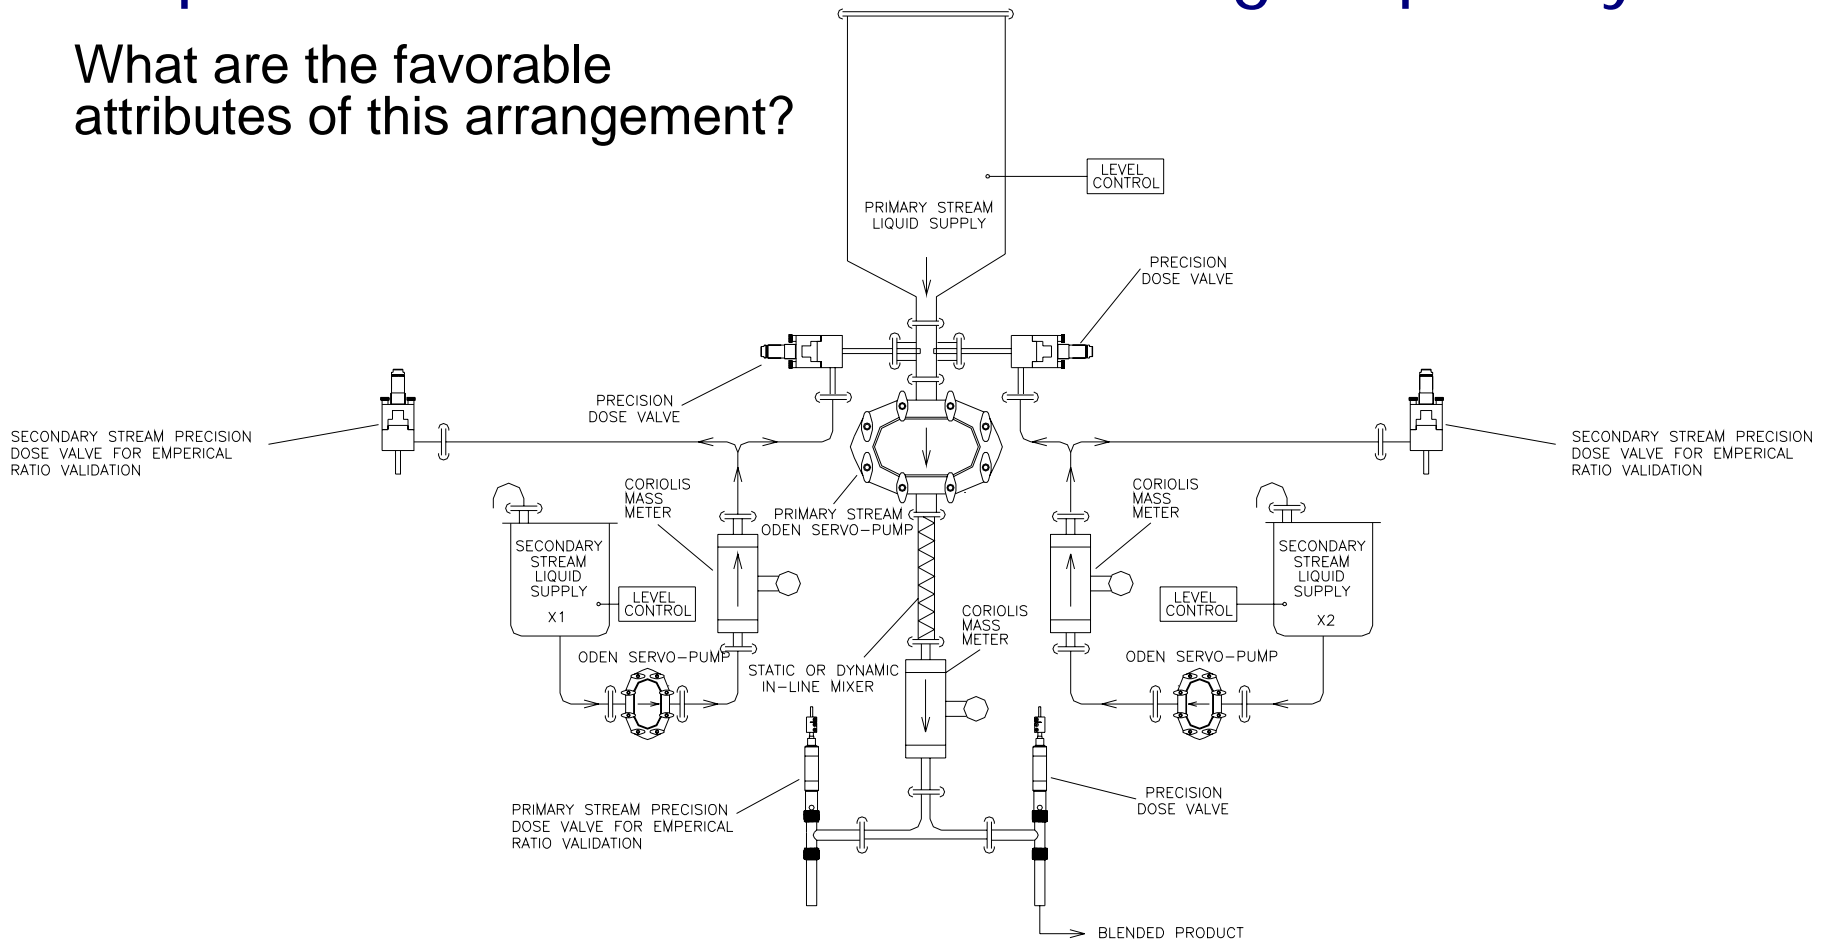 What are the favorable
attributes of this arrangement?
LEVEL
CONTROL
PRIMARY STREAM
LIQUID SUPPLY
PRECISION
DOSE VALVE
PRECISION
DOSE VALVE
SECONDARY STREAM PRECISION
DOSE VALVE FOR EMPERICAL
RATIO VALIDATION
SECONDARY STREAM PRECISION
DOSE VALVE FOR EMPERICAL
RATIO VALIDATION
CORIOLIS
MASS
METER
CORIOLIS
MASS
METER
PRIMARY STREAM
ODEN SERVO-PUMP
SECONDARY
STREAM
LIQUID
SUPPLY
X1
LEVEL
CONTROL
SECONDARY
STREAM
LIQUID
SUPPLY
X2
LEVEL
CONTROL
CORIOLIS
MASS
METER
ODEN SERVO-PUMP
ODEN SERVO-PUMP
STATIC OR DYNAMIC
IN-LINE MIXER
PRIMARY STREAM PRECISION
DOSE VALVE FOR EMPERICAL
RATIO VALIDATION
PRECISION
DOSE VALVE
BLENDED PRODUCT